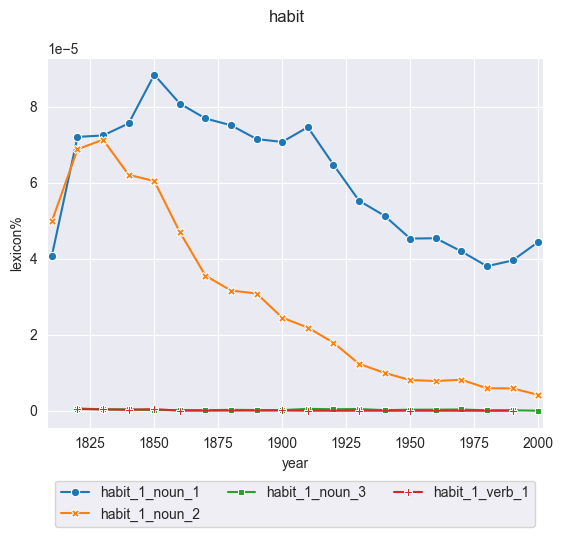 habit
1e−5
8
6
4
2
0
lexicon%
1825 1850 1875 1900 1925 1950 1975 2000
year
habit_1_noun_1 habit_1_noun_3 habit_1_verb_1
habit_1_noun_2